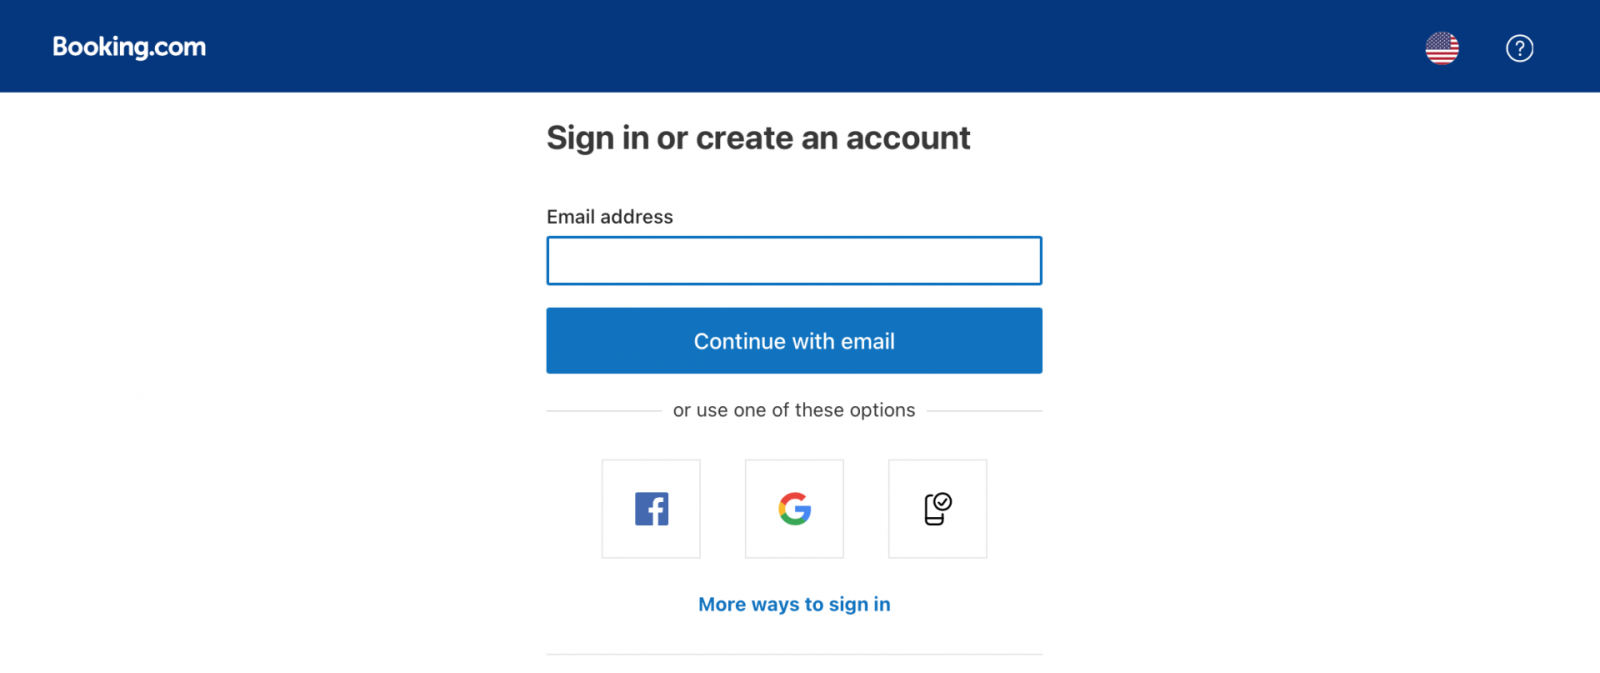 Booking.com
?
Sign in or create an account
Email address
Continue with email
or use one of these options
More ways to sign in